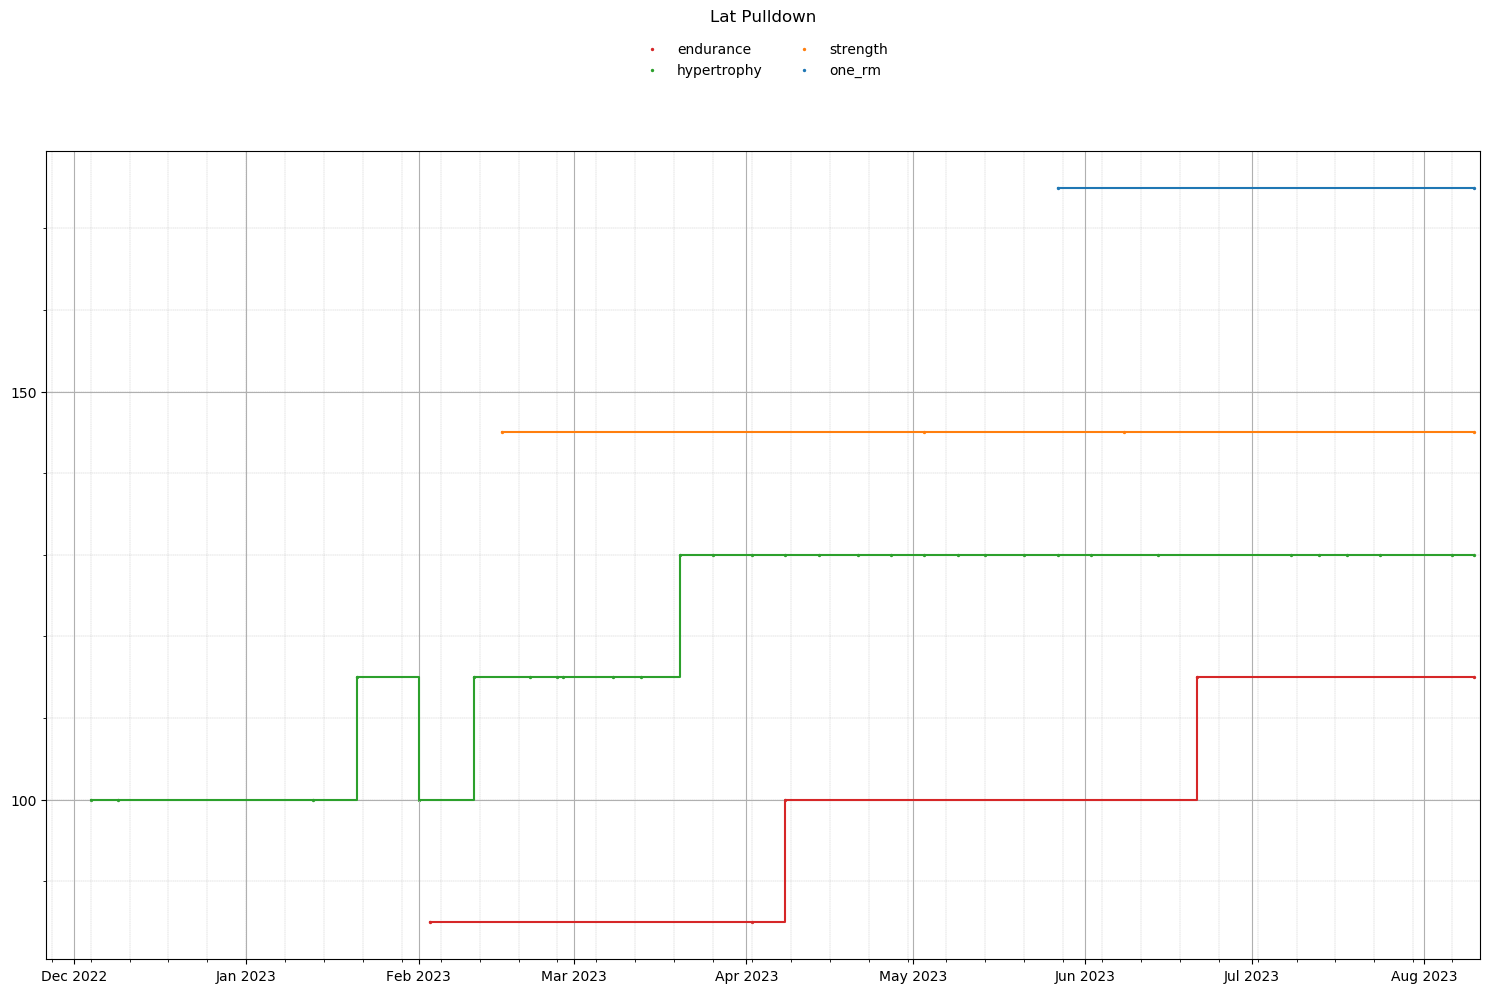 Lat Pulldown
endurance strength
hypertrophy one_rm
150
100
Dec 2022 Jan 2023 Feb 2023 Mar 2023 Apr 2023 May 2023 Jun 2023 Jul 2023 Aug 2023